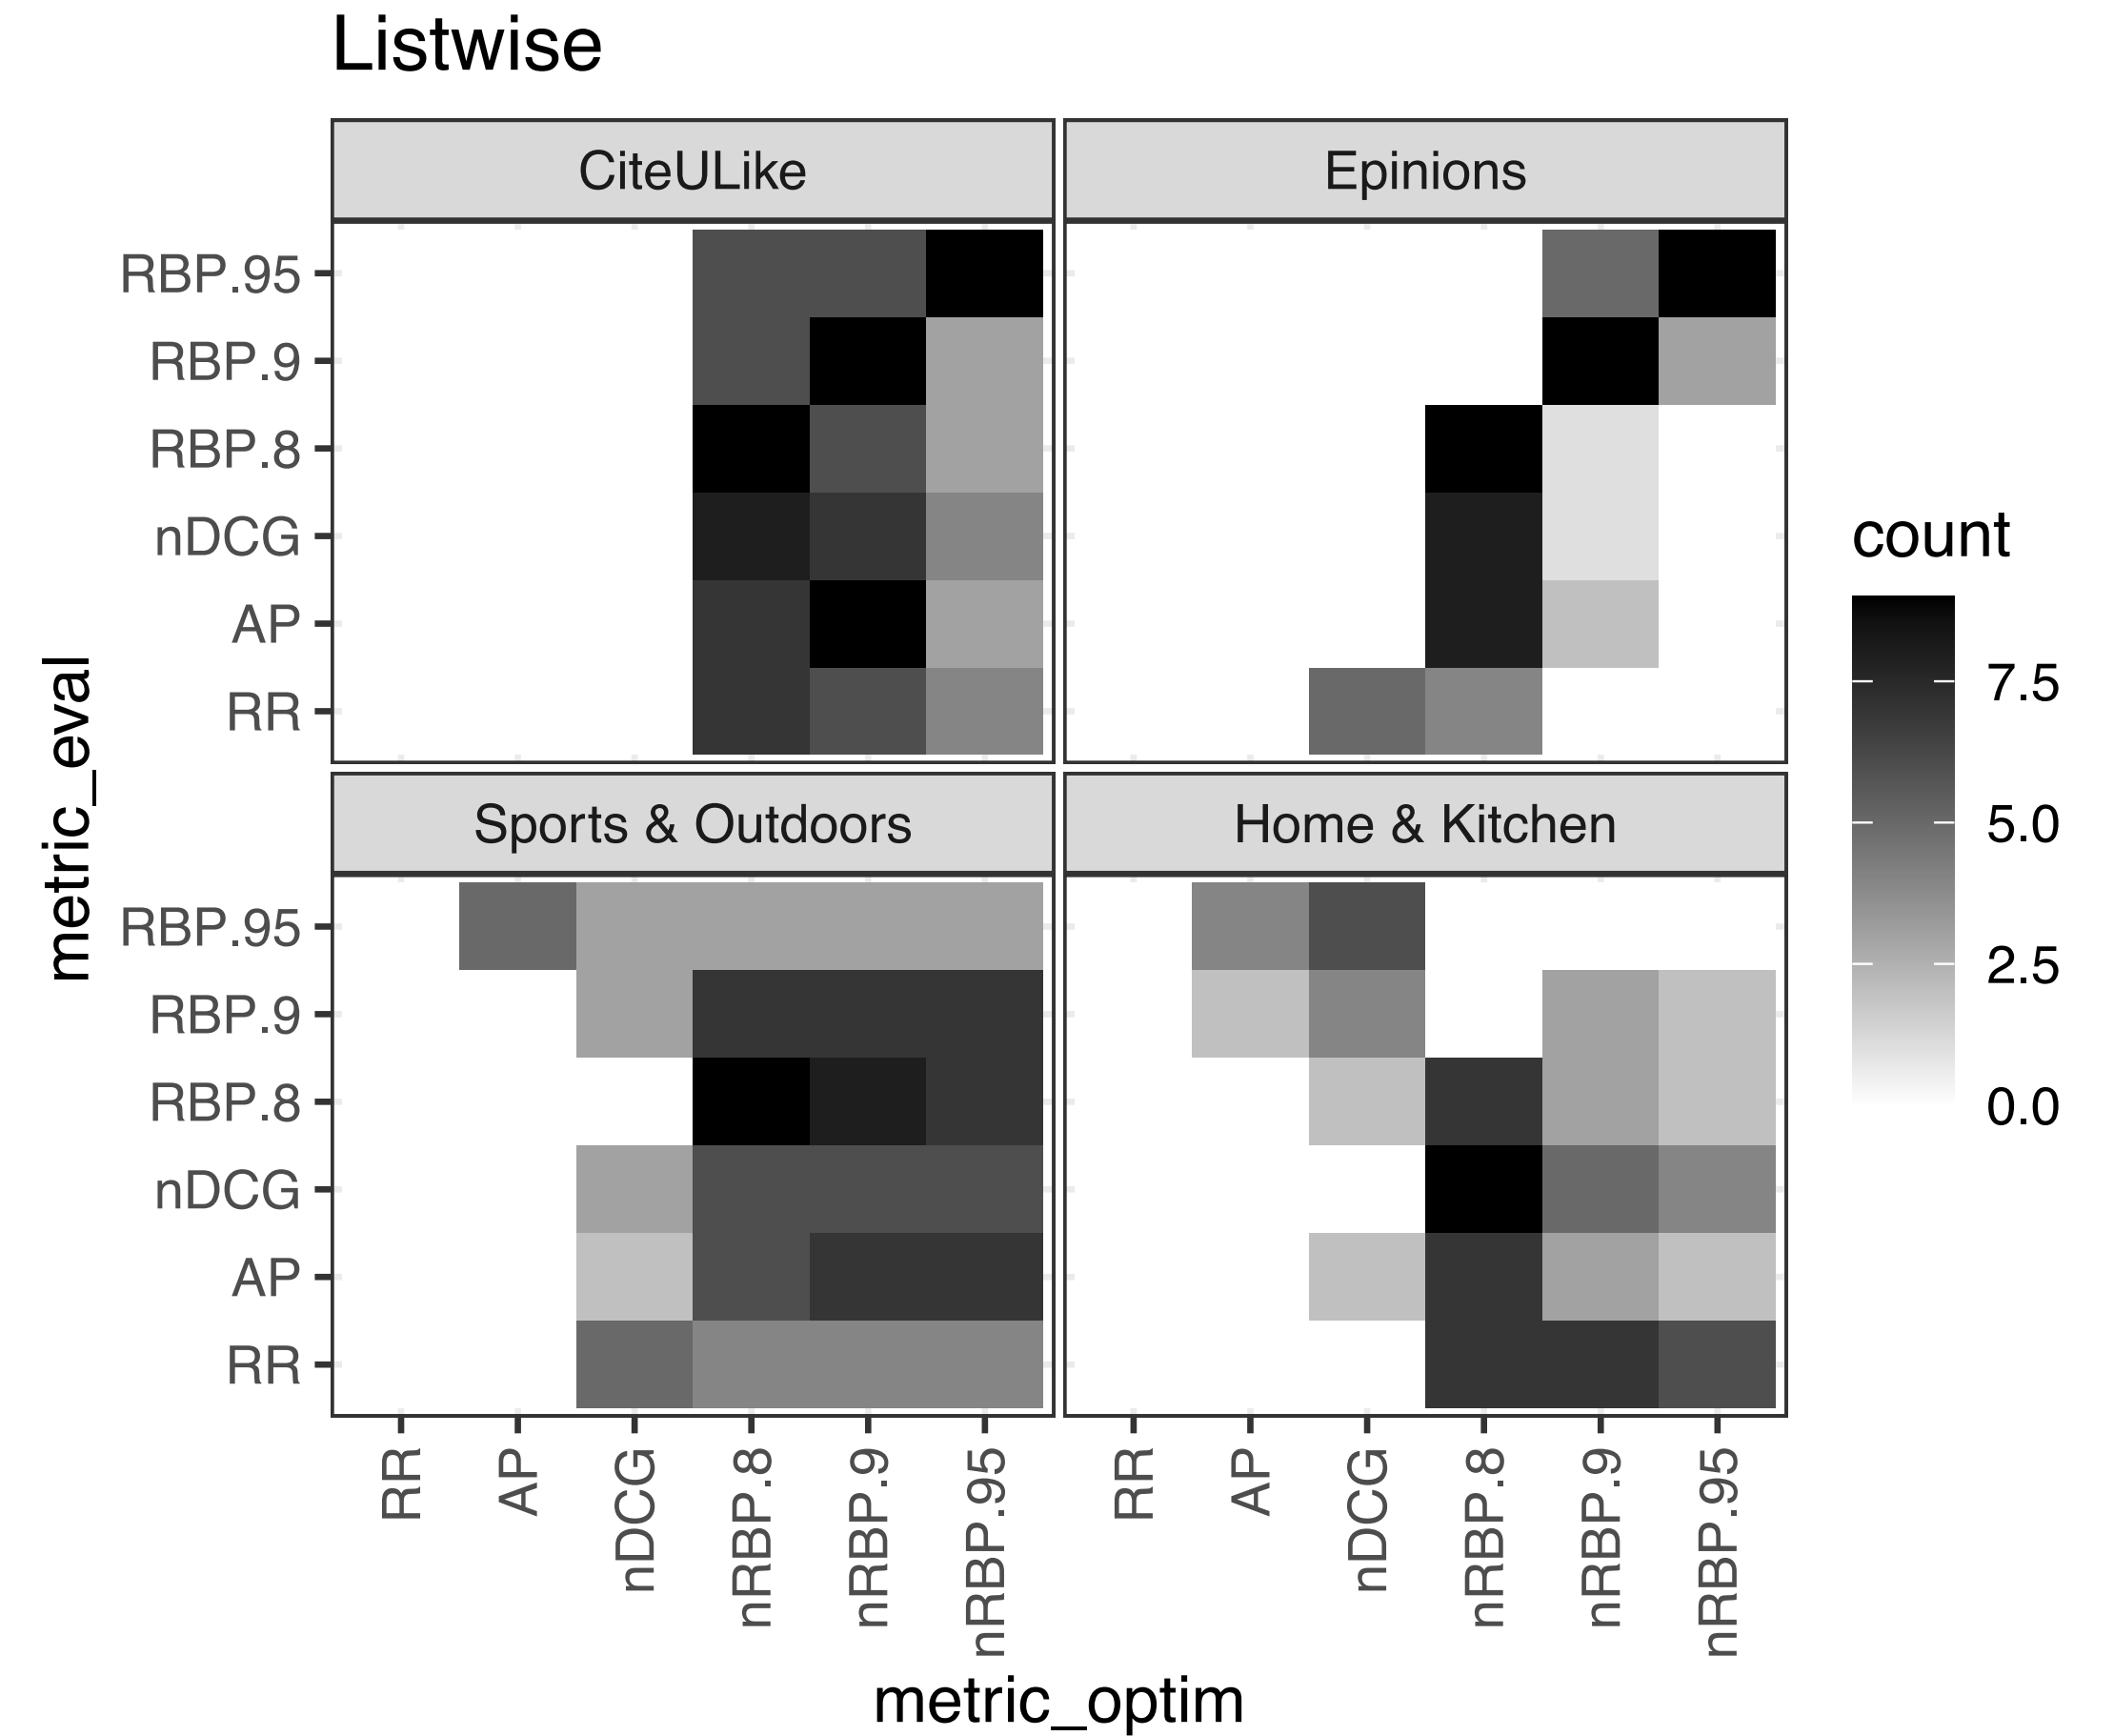 Listwise
CiteULike
Epinions
RBP.95
RBP.9
RBP.8
nDCG
AP
RR
Sports & Outdoors
Home & Kitchen
RBP.95
RBP.9
RBP.8
nDCG
AP
RR
metric_eval
RR
AP
nDCG
nRBP.8
nRBP.9
nRBP.95
RR
AP
nDCG
nRBP.8
nRBP.9
nRBP.95
metric_optim
count
7.5
5.0
2.5
0.0